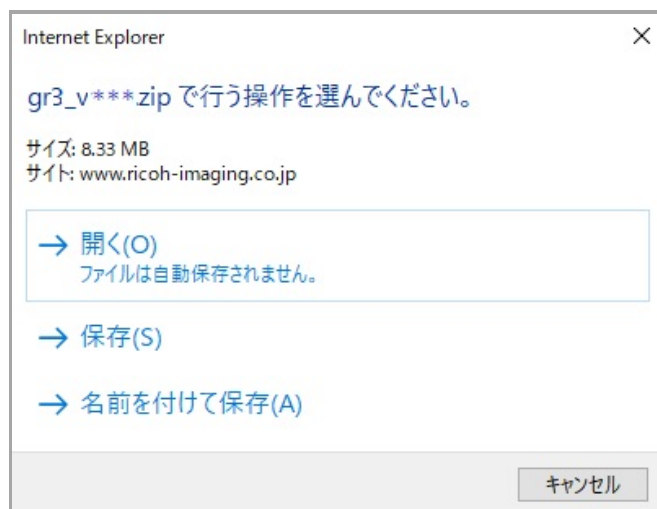 Internet Explorer
gr3_v***.zip で行う操作を選んでください。
サイズ: 8.33 MB
サイト: www.ricoh-imaging.co.jp
→ 開く(O)
ファイルは自動保存されません。
→ 保存(S)
→ 名前を付けて保存(A)
キャンセル